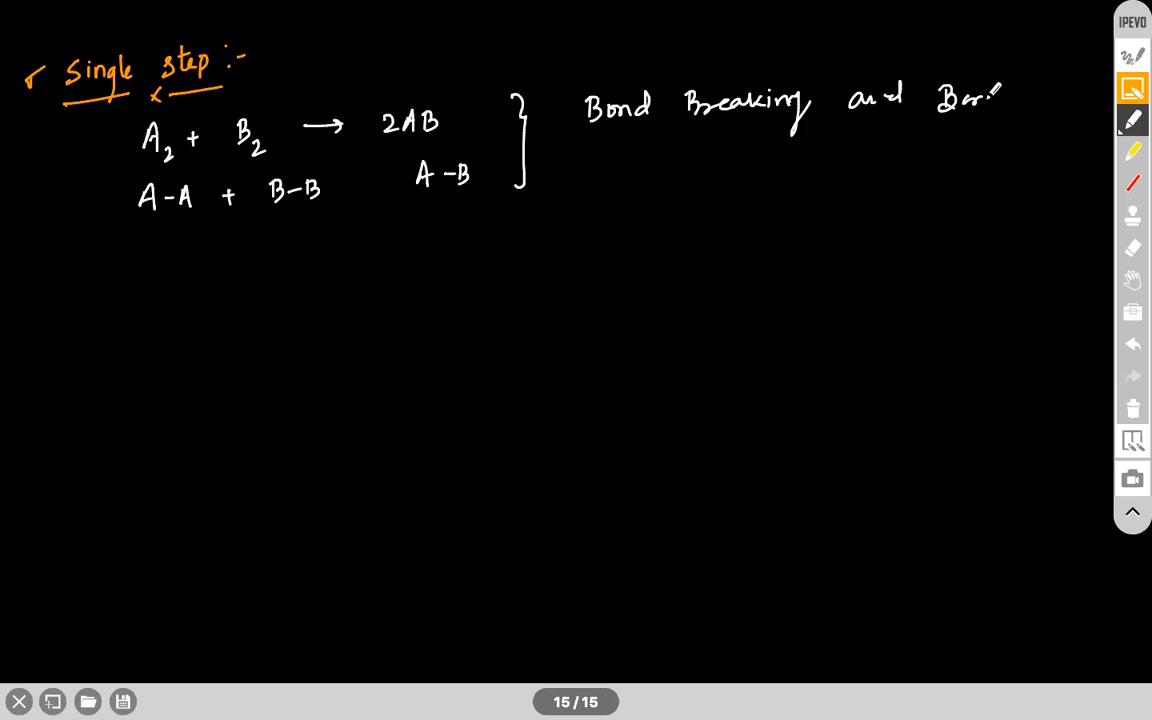 Single step :-
A2 + B2 → 2AB
A-A + B-B A-B
Bond Breaking and
IPEVO
15/15